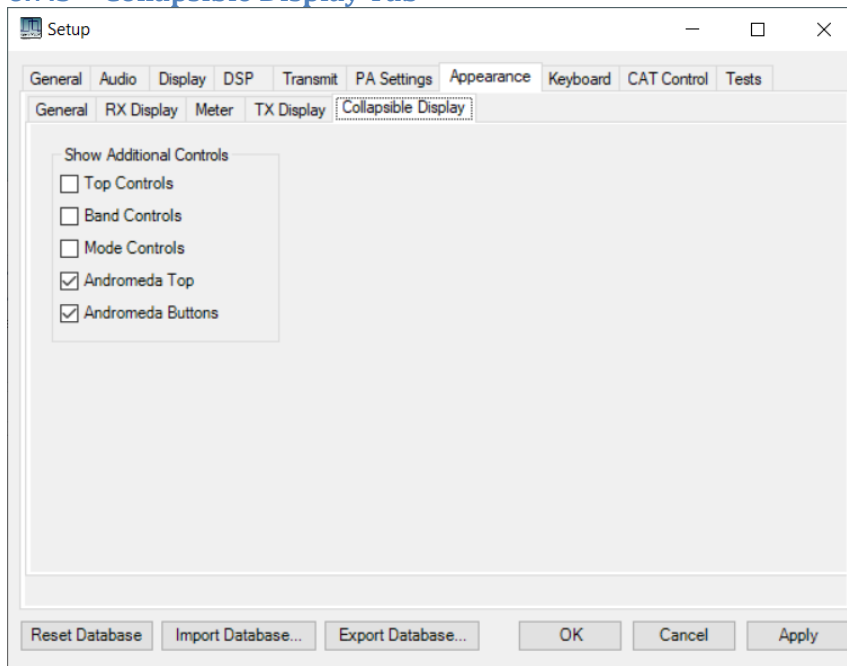 Setup
General Audio Display DSP Transmit PA Settings Appearance Keyboard CAT Control Tests
General RX Display Meter TX Display Collapsible Display
Show Additional Controls
Top Controls
Band Controls
Mode Controls
Andromeda Top
Andromeda Buttons
Reset Database Import Database... Export Database... OK Cancel Apply